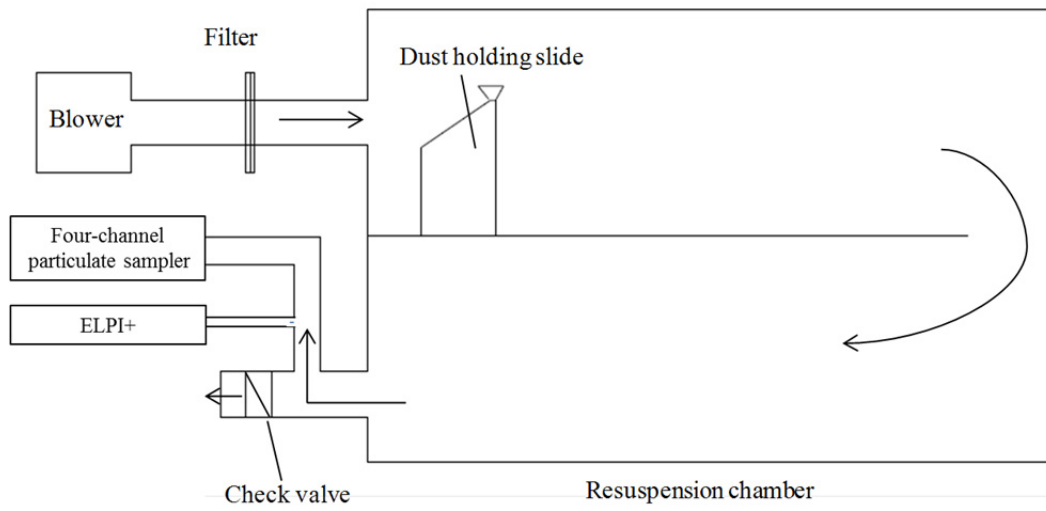 Filter
Dust holding slide
Blower
Four-channel
particulate sampler
ELPI+
Check valve
Resuspension chamber